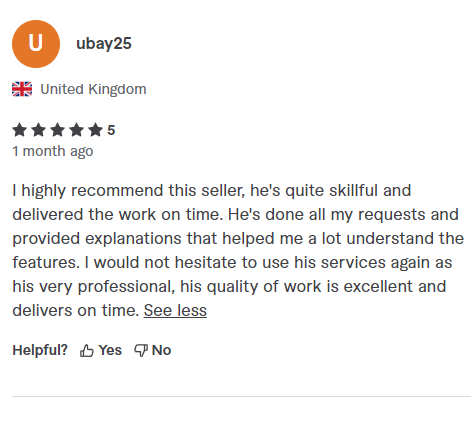 U
ubay25
United Kingdom
5
1 month ago
I highly recommend this seller, he's quite skillful and
delivered the work on time. He's done all my requests and
provided explanations that helped me a lot understand the
features. I would not hesitate to use his services again as
his very professional, his quality of work is excellent and
delivers on time. See less
Helpful? Yes No